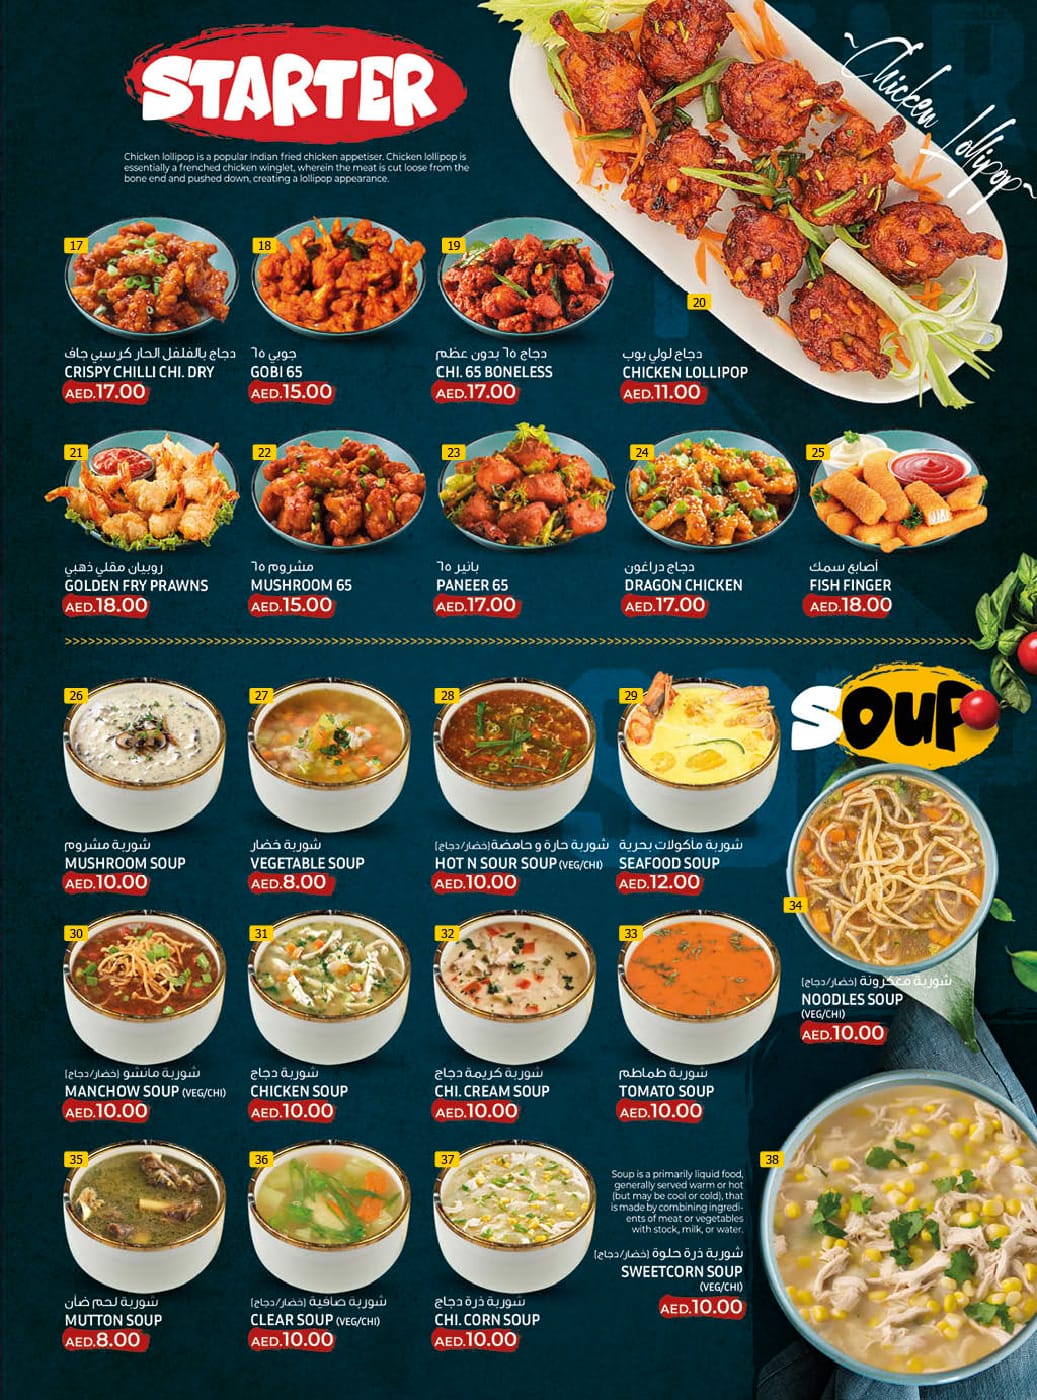 STARTER
Chicken lollipop is a popular Indian fried chicken appetiser. Chicken lollipop is
essentially a frenched chicken winglet, wherein the meat is cut loose from the
bone end and pushed down, creating a lollipop appearance.
~Chicken Lollipop~
17
دجاج بالفلفل الحار كرسبي جاف
CRISPY CHILLI CHI. DRY
AED.17.00
18
جوبي ٦٥
GOBI 65
AED.15.00
19
دجاج ٦٥ بدون عظم
CHI. 65 BONELESS
AED.17.00
20
دجاج لولي بوب
CHICKEN LOLLIPOP
AED.11.00
21
روبيان مقلي ذهبي
GOLDEN FRY PRAWNS
AED.18.00
22
مشروم ٦٥
MUSHROOM 65
AED.15.00
23
بانير ٦٥
PANEER 65
AED.17.00
24
دجاج دراغون
DRAGON CHICKEN
AED.17.00
25
أصابع سمك
FISH FINGER
AED.18.00
SOUP
26
شوربة مشروم
MUSHROOM SOUP
AED.10.00
27
شوربة خضار
VEGETABLE SOUP
AED.8.00
28
شوربة حارة و حامضة (خضار/دجاج)
HOT N SOUR SOUP (VEG/CHI)
AED.10.00
29
شوربة مأكولات بحرية
SEAFOOD SOUP
AED.12.00
30
شوربة مانشو (خضار/دجاج)
MANCHOW SOUP (VEG/CHI)
AED.10.00
31
شوربة دجاج
CHICKEN SOUP
AED.10.00
32
شوربة كريمة دجاج
CHI. CREAM SOUP
AED.10.00
33
شوربة طماطم
TOMATO SOUP
AED.10.00
34
شوربة معكرونة (خضار/دجاج)
NOODLES SOUP
(VEG/CHI)
AED.10.00
35
شوربة لحم ضأن
MUTTON SOUP
AED.8.00
36
شوربة صافية (خضار/دجاج)
CLEAR SOUP (VEG/CHI)
AED.10.00
37
شوربة ذرة دجاج
CHI. CORN SOUP
AED.10.00
38
Soup is a primarily liquid food,
generally served warm or hot
(but may be cool or cold), that
is made by combining ingredi-
ents of meat or vegetables
with stock, milk, or water.
شوربة ذرة حلوة (خضار/دجاج)
SWEETCORN SOUP
(VEG/CHI)
AED.10.00